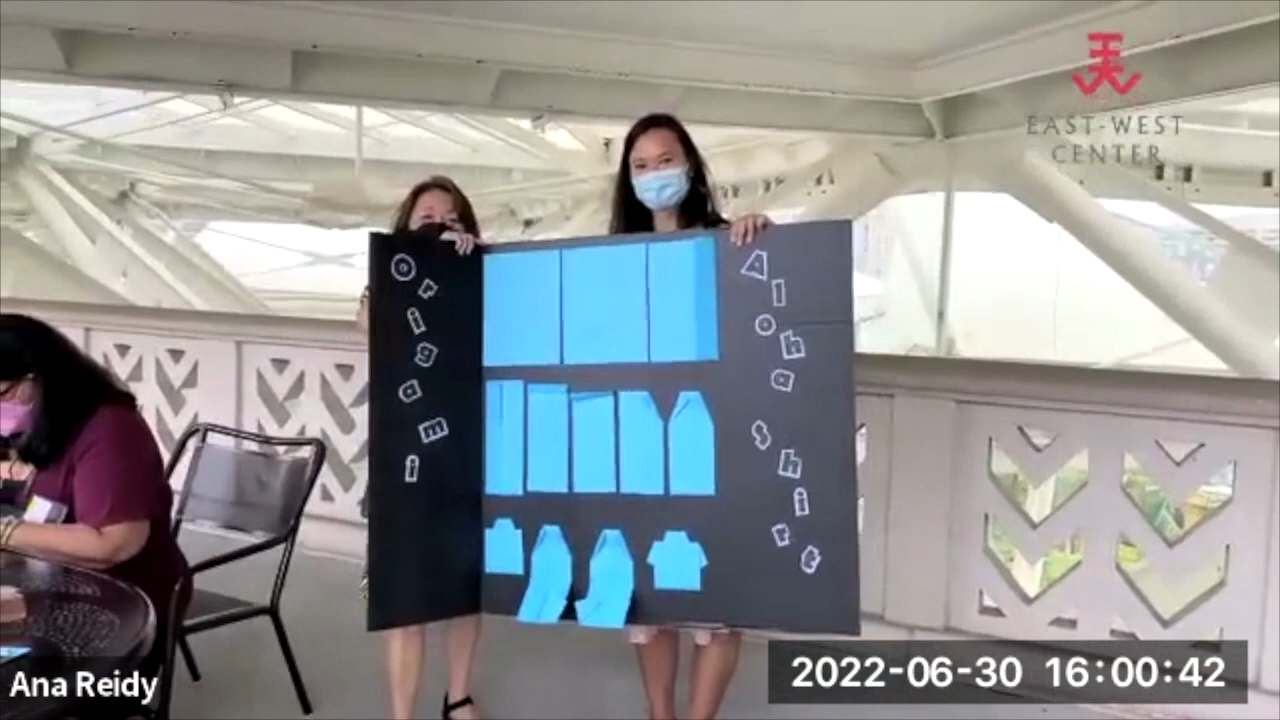 EAST-WEST
CENTER
Origami
Aloha
Shirt
Ana Reidy
2022-06-30 16:00:42